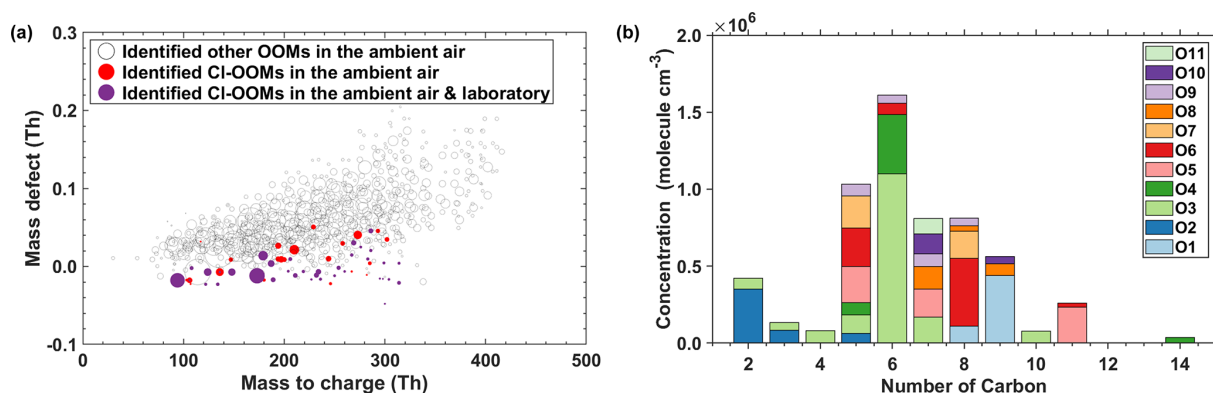 (a)
0.3
0.2
0.1
0.0
-0.1
Mass defect (Th)
Identified other OOMs in the ambient air
Identified Cl-OOMs in the ambient air
Identified Cl-OOMs in the ambient air & laboratory
0
100
200
300
400
500
Mass to charge (Th)
(b)
×10⁶
2.0
1.5
1.0
0.5
0.0
Concentration (molecule cm⁻³)
O11
O10
O9
O8
O7
O6
O5
O4
O3
O2
O1
2
4
6
8
10
12
14
Number of Carbon